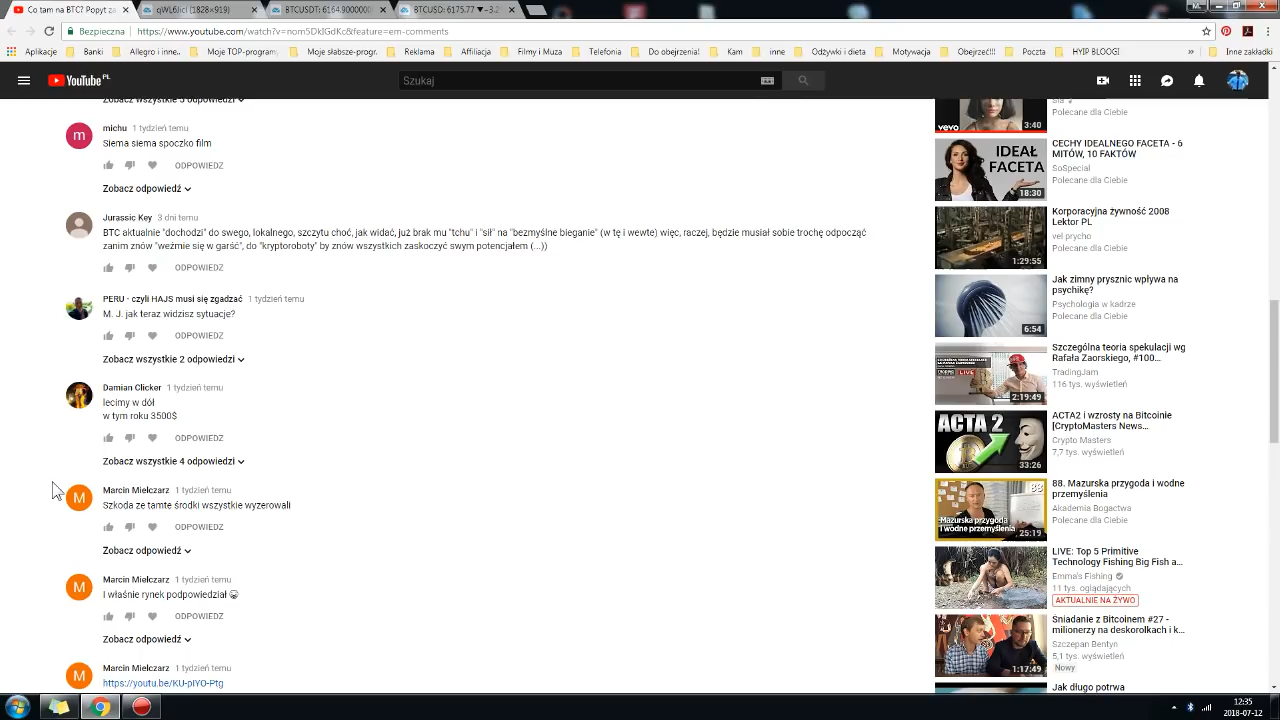 Co tam na BTC? Popyt za
qWL6Jicl (1828×919)
BTCUSDT: 6164.9000000
BTCUSD: 6175.77 ▼−3.2
M.
Bezpieczna
https://www.youtube.com/watch?v=nom5DkIGdKc&feature=em-comments
Aplikacje
Banki
Allegro i inne..
Moje TOP-programy
Moje słabsze-progr.
Reklama
Affiliacja
Filmy i Muza
Telefonia
Do obejrzenia!
Kam
inne
Odżywki i dieta
Motywacja
Obejrzeć!!!
Poczta
HYIP BLOOGI
Inne zakładki
YouTube PL
Szukaj
Zobacz wszystkie 5 odpowiedzi
michu 1 tydzień temu
Siema siema spoczko film
ODPOWIEDZ
Zobacz odpowiedź
Jurassic Key 3 dni temu
BTC aktualnie "dochodzi" do swego, lokalnego, szczytu choć, jak widać, już brak mu "tchu" i "sił" na "bezmyślne bieganie" (w tę i wewte) więc, raczej, będzie musiał sobie trochę odpocząć
zanim znów "weźmie się w garść", do "kryptoroboty" by znów wszystkich zaskoczyć swym potencjałem (...))
ODPOWIEDZ
PERU - czyli HAJS musi się zgadzać 1 tydzień temu
M. J. jak teraz widzisz sytuacje?
ODPOWIEDZ
Zobacz wszystkie 2 odpowiedzi
Damian Clicker 1 tydzień temu
lecimy w dół
w tym roku 3500$
ODPOWIEDZ
Zobacz wszystkie 4 odpowiedzi
Marcin Mielczarz 1 tydzień temu
Szkoda ze tamte środki wszystkie wyzerowali
ODPOWIEDZ
Zobacz odpowiedź
Marcin Mielczarz 1 tydzień temu
I właśnie rynek podpowiedział 😀
ODPOWIEDZ
Zobacz odpowiedź
Marcin Mielczarz 1 tydzień temu
https://youtu.be/KU-pIYO-Ptg
Sia
Polecane dla Ciebie
vevo
3:40
CECHY IDEALNEGO FACETA - 6
MITÓW, 10 FAKTÓW
SoSpecial
Polecane dla Ciebie
IDEAŁ
FACETA
18:30
Korporacyjna żywność 2008
Lektor PL
vel prycho
Polecane dla Ciebie
1:29:55
Jak zimny prysznic wpływa na
psychikę?
Psychologia w kadrze
Polecane dla Ciebie
6:54
Szczególna teoria spekulacji wg
Rafała Zaorskiego, #100...
TradingJam
116 tys. wyświetleń
LIVE
2:19:49
ACTA2 i wzrosty na Bitcoinie
[CryptoMasters News...
Crypto Masters
7,7 tys. wyświetleń
ACTA 2
33:26
88. Mazurska przygoda i wodne
przemyślenia
Akademia Bogactwa
Polecane dla Ciebie
88
Mazurska przygoda
i wodne przemyślenia
25:19
LIVE: Top 5 Primitive
Technology Fishing Big Fish a...
Emma's Fishing
11 tys. oglądających
AKTUALNIE NA ŻYWO
Śniadanie z Bitcoinem #27 -
milionerzy na deskorolkach i k...
Szczepan Bentyn
5,1 tys. wyświetleń
Nowy
1:17:49
Jak długo potrwa
12:35
2018-07-12